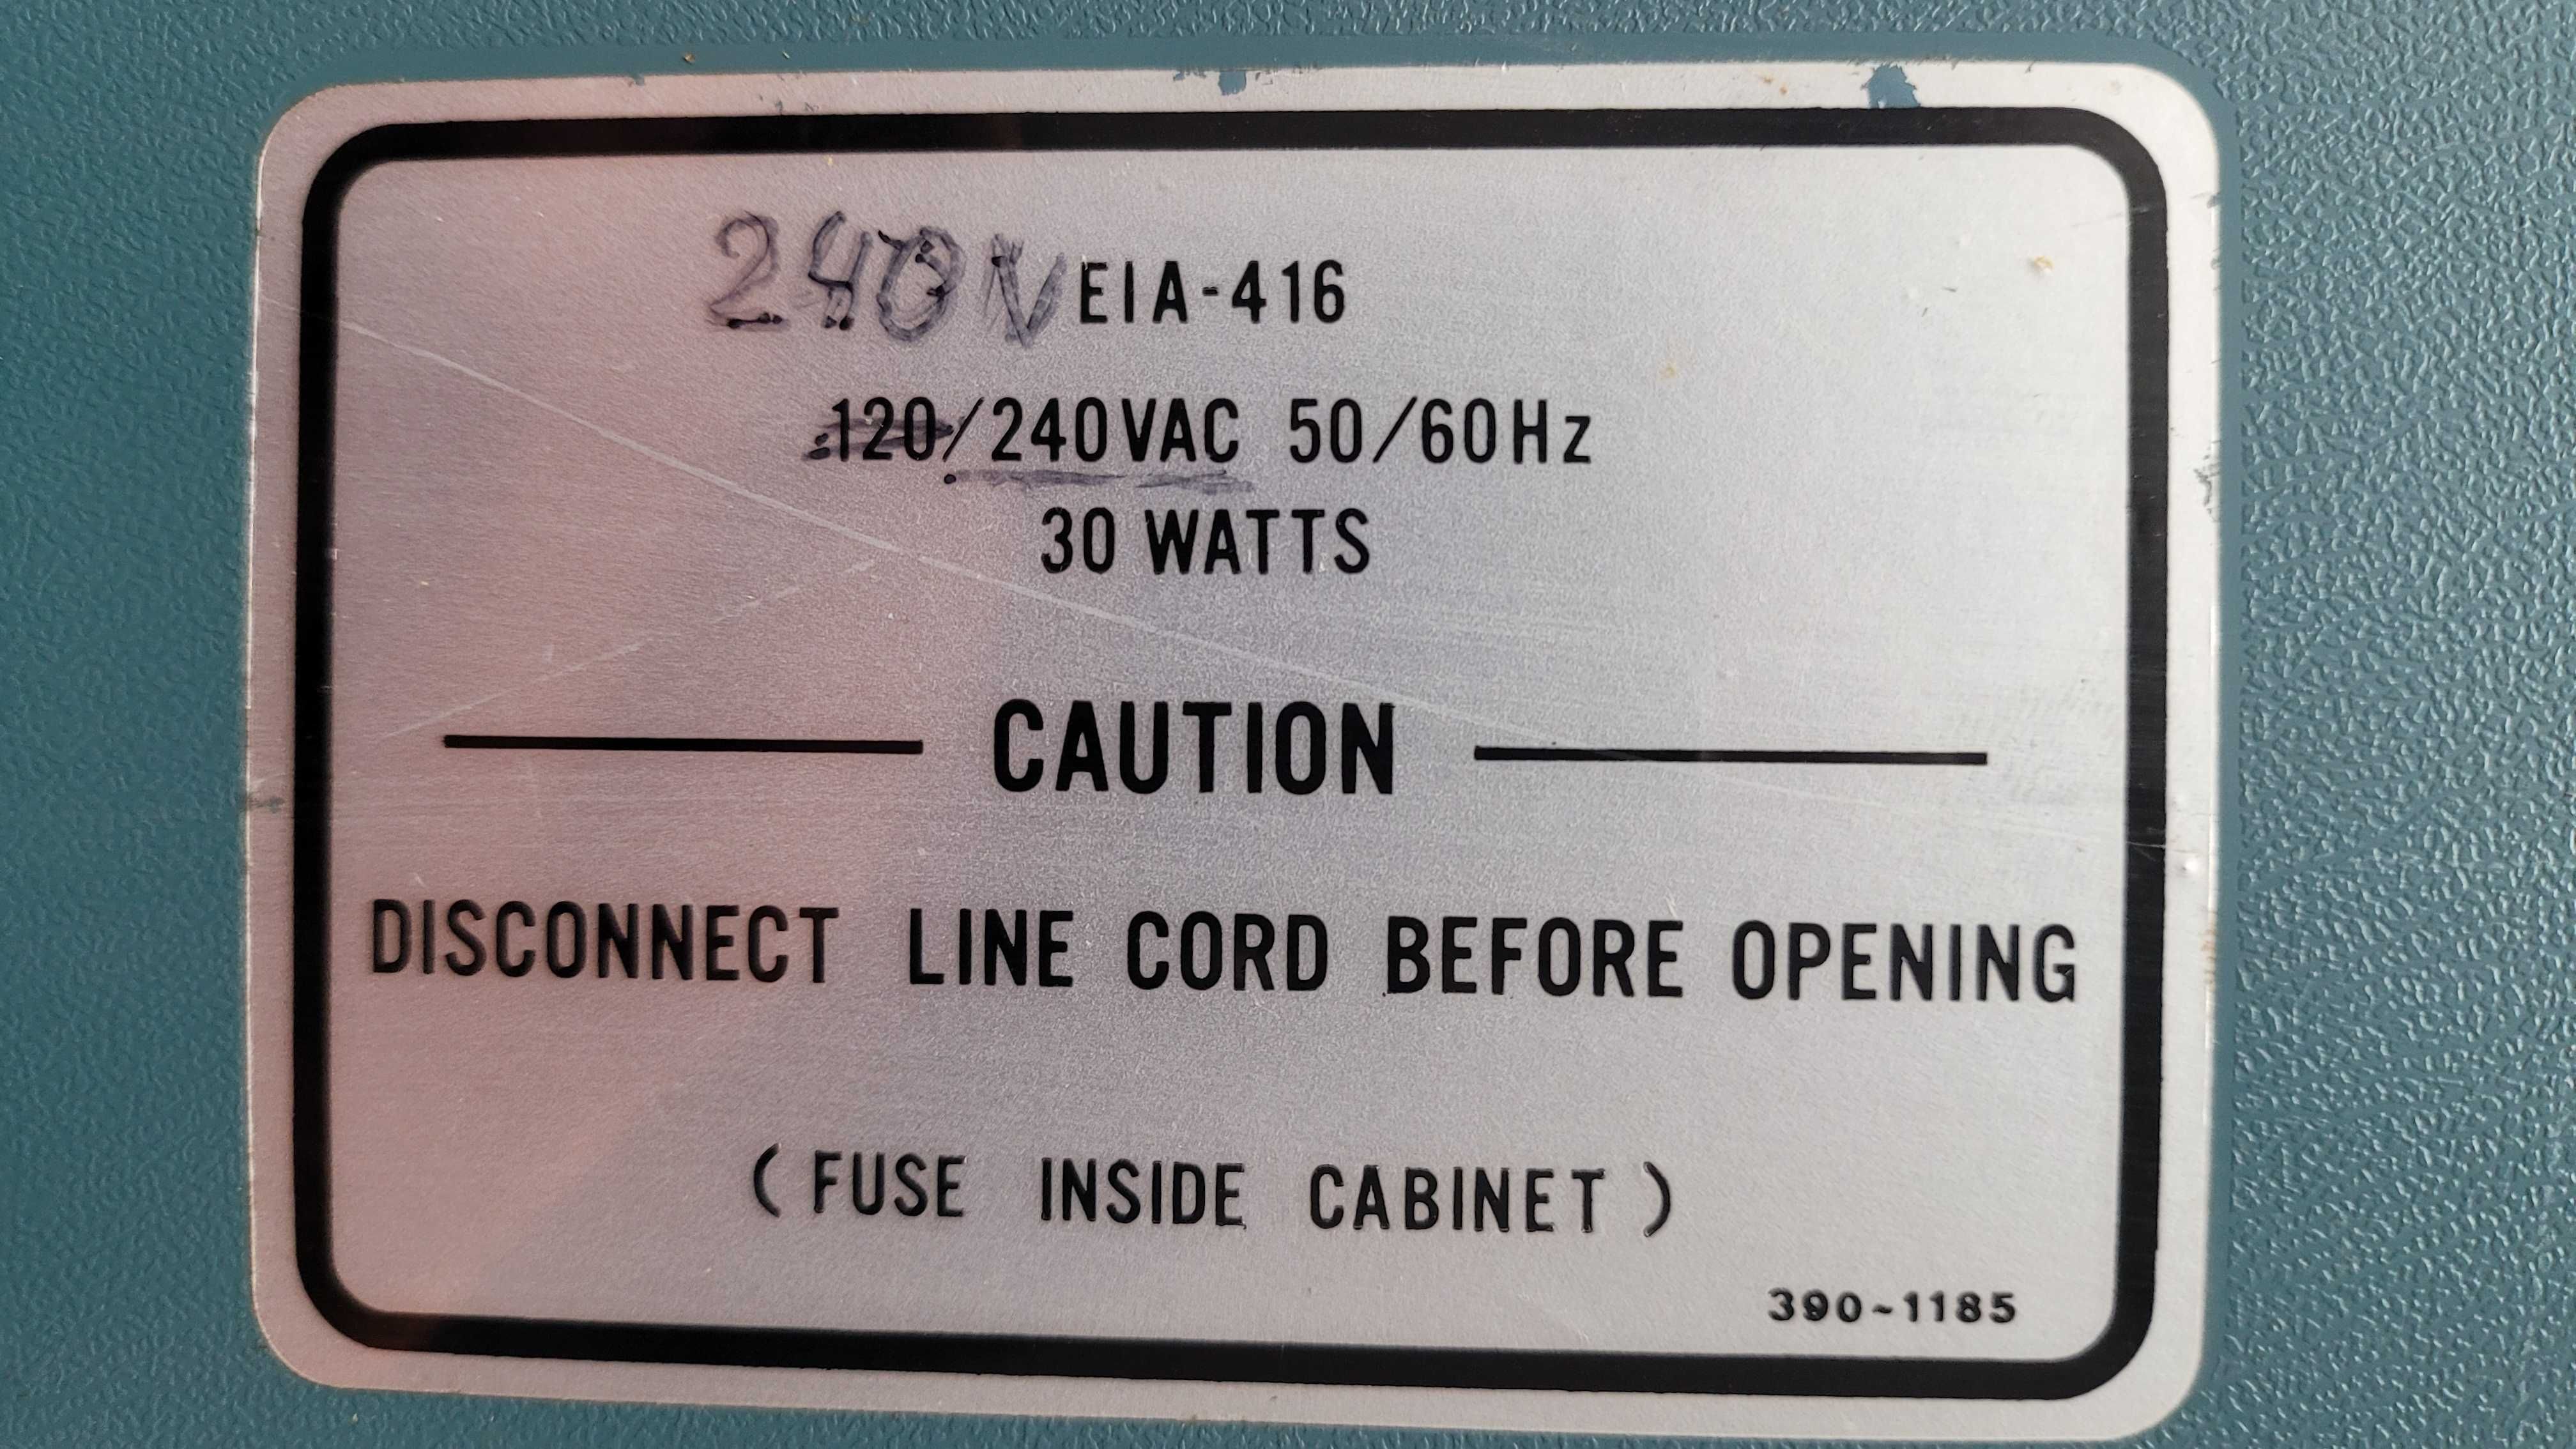 240V EIA-416
120/240VAC 50/60Hz
30 WATTS
CAUTION
DISCONNECT LINE CORD BEFORE OPENING
(FUSE INSIDE CABINET)
390-1185